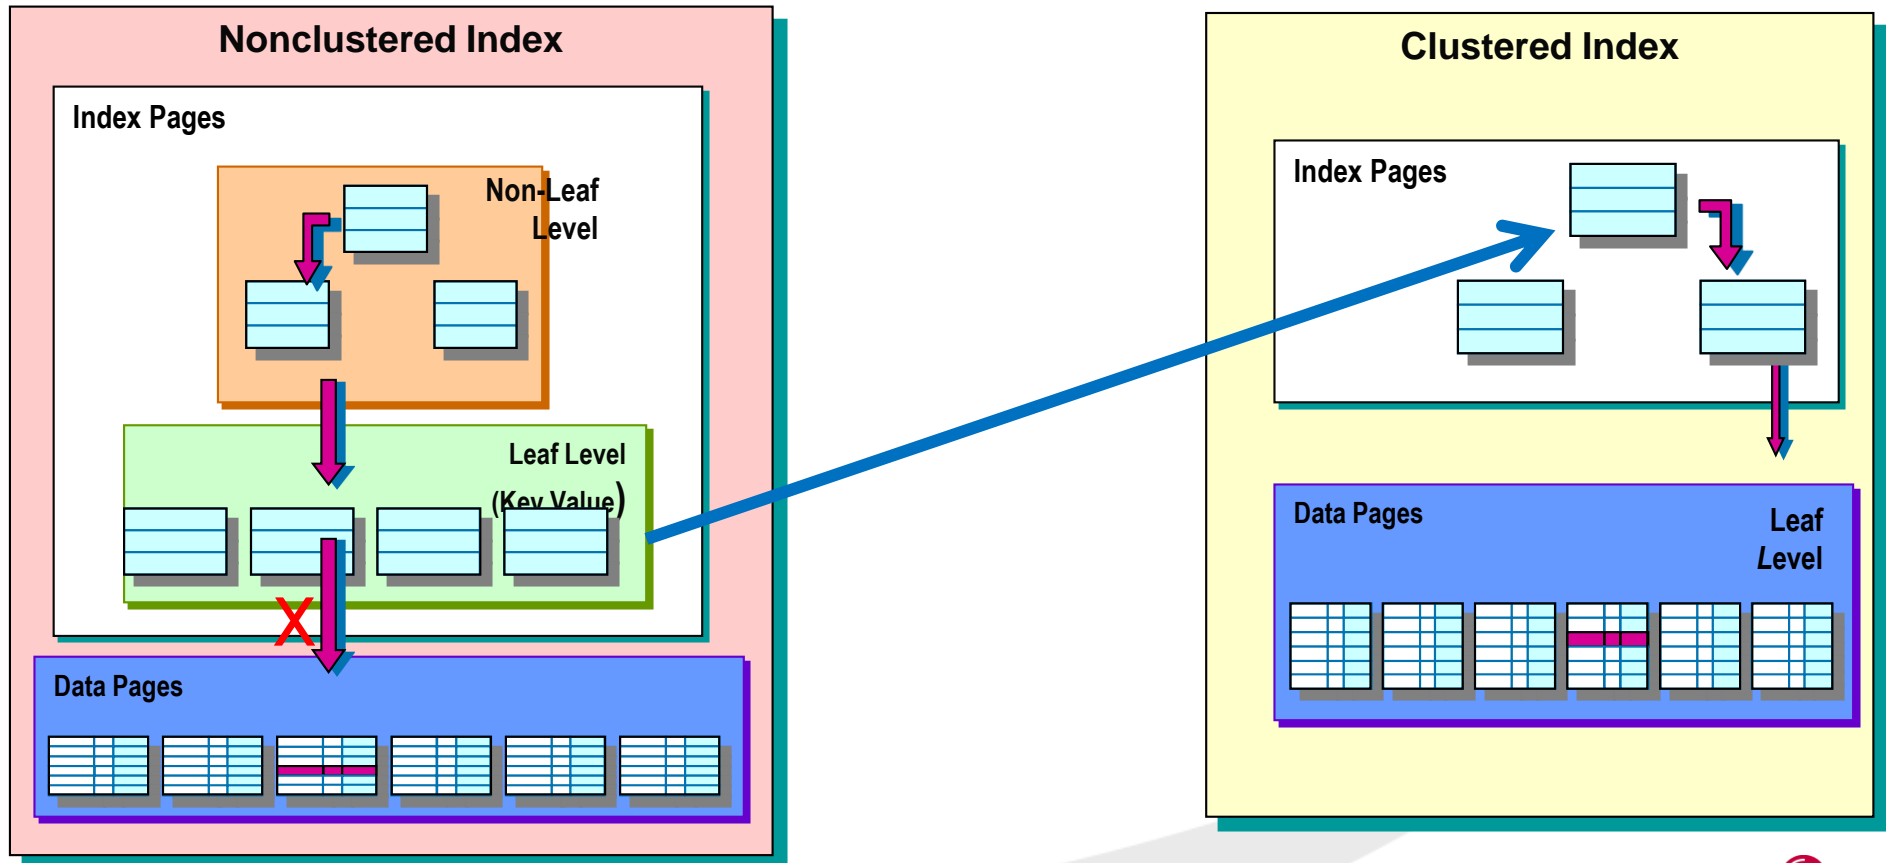 Nonclustered Index
Index Pages
Non-Leaf
Level
Leaf Level
(Key Value)
X
Data Pages
Clustered Index
Index Pages
Data Pages
Leaf
Level